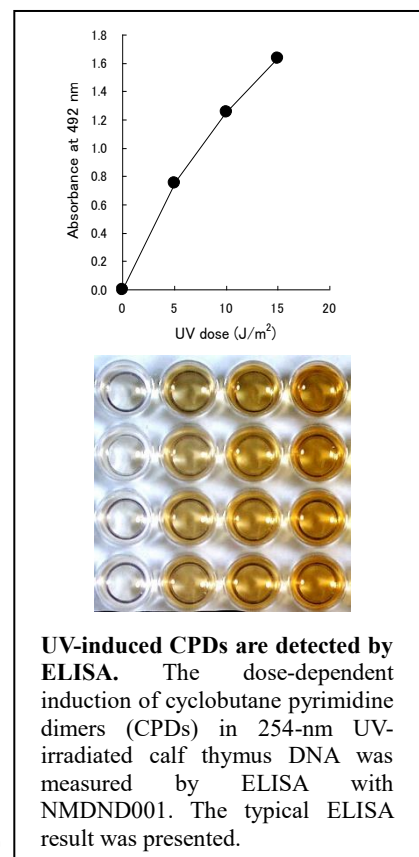 1.8
1.6
1.4
1.2
1.0
0.8
0.6
0.4
0.2
0.0
Absorbance at 492 nm
0 5 10 15 20
UV dose (J/m²)
UV-induced CPDs are detected by
ELISA. The dose-dependent
induction of cyclobutane pyrimidine
dimers (CPDs) in 254-nm UV-
irradiated calf thymus DNA was
measured by ELISA with
NMDND001. The typical ELISA
result was presented.